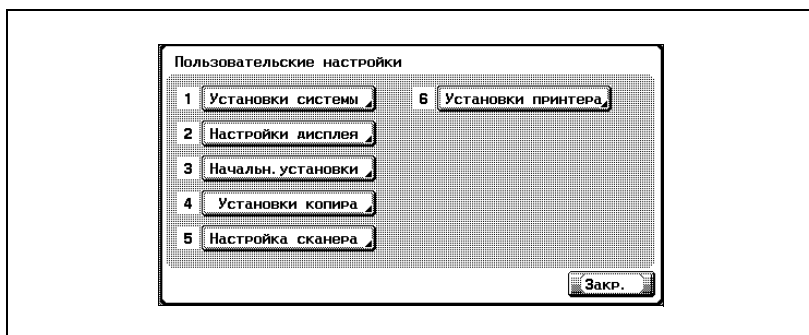 Пользовательские настройки
1 Установки системы
2 Настройки дисплея
3 Начальн. установки
4 Установки копира
5 Настройка сканера
6 Установки принтера
Закр.